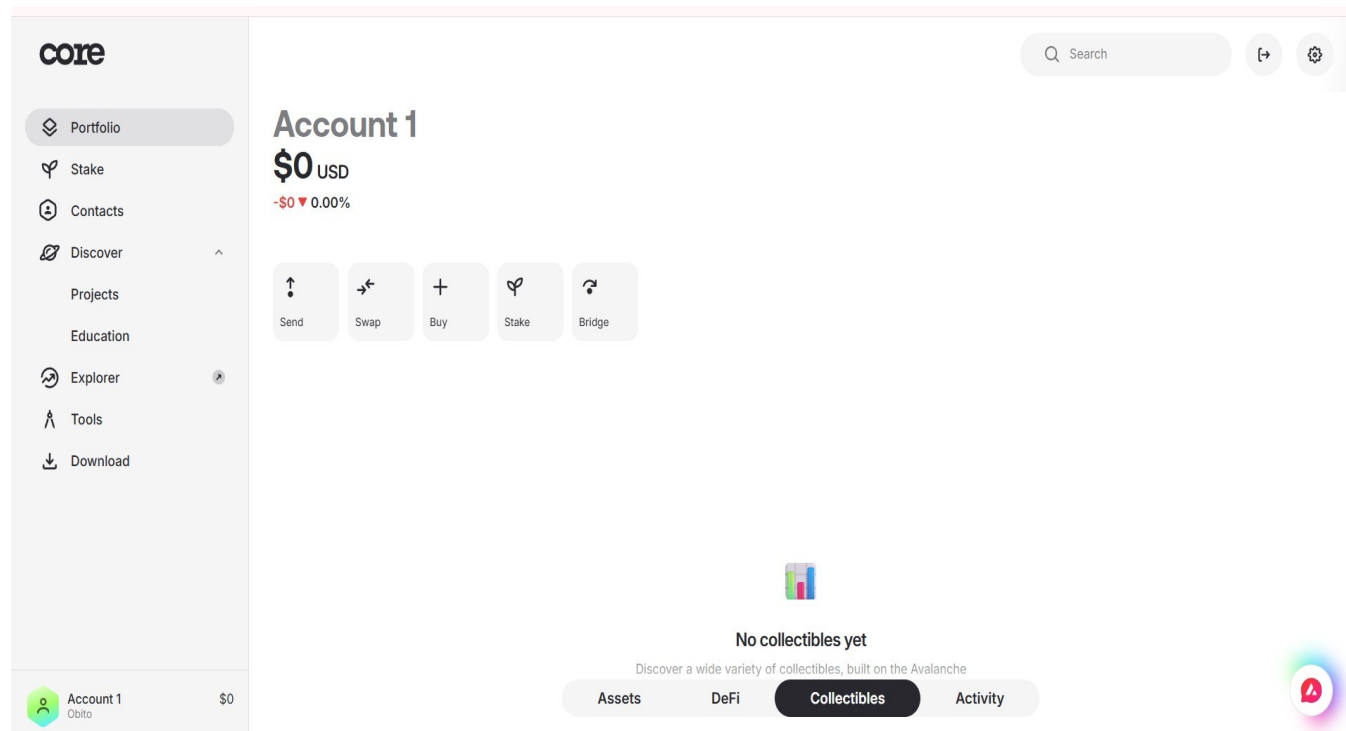 core
Search
Portfolio
Stake
Contacts
Discover
Projects
Education
Explorer
Tools
Download
Account 1
$0 USD
-$0 ▼ 0.00%
Send Swap Buy Stake Bridge
No collectibles yet
Discover a wide variety of collectibles, built on the Avalanche
Assets DeFi Collectibles Activity
Account 1 $0
Obito